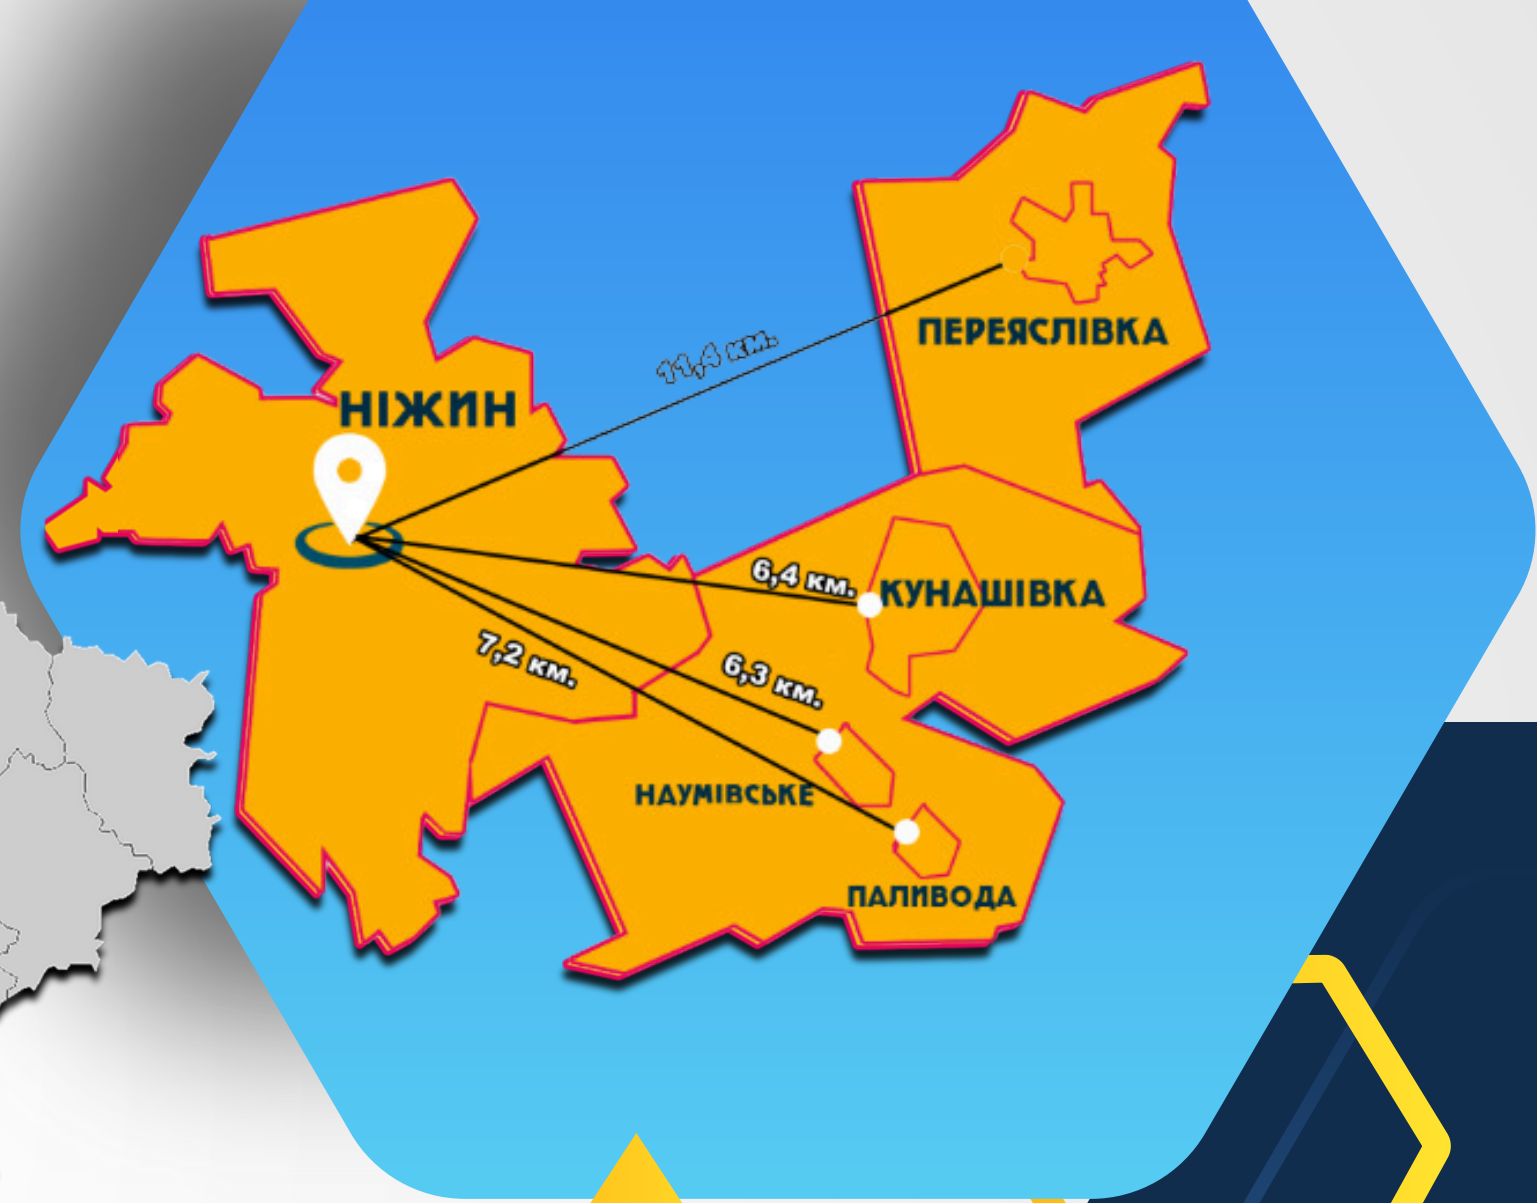 ПЕРЕЯСЛІВКА
11,4 км.
НІЖИН
6,4 км.
КУНАШІВКА
7,2 км.
6,3 км.
НАУМІВСЬКЕ
ПАЛИВОДА